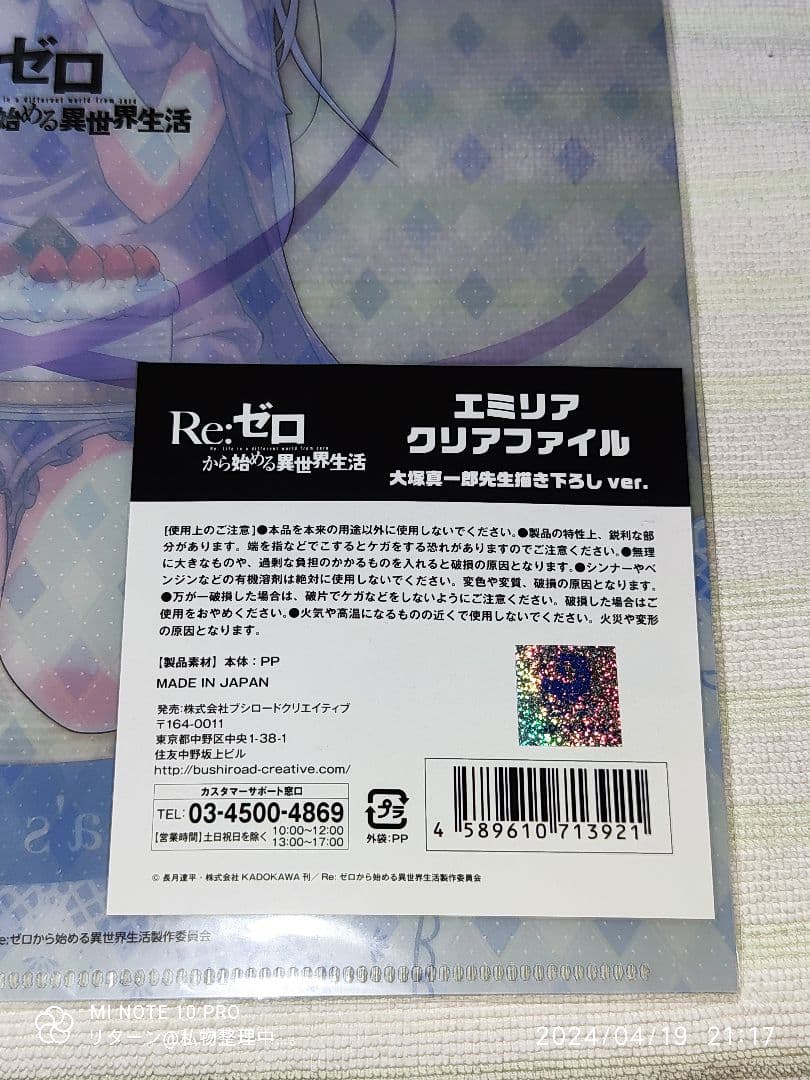 ゼロ
始める異世界生活
Re:ゼロ
Re: Life in a different world from zero
から始める異世界生活
エミリア
クリアファイル
大塚真一郎先生描き下ろし ver.
[使用上のご注意]●本品を本来の用途以外に使用しないでください。●製品の特性上、鋭利な部
分があります。端を指などでこするとケガをする恐れがありますのでご注意ください。●無理
に大きなものや、過剰な負担のかかるものを入れると破損の原因となります。●シンナーやベ
ンジンなどの有機溶剤は絶対に使用しないでください。変色や変質、破損の原因となります。
●万が一破損した場合は、破片でケガなどをしないようにご注意ください。破損した場合はご
使用をおやめください。●火気や高温になるものの近くで使用しないでください。火災や変形
の原因となります。
【製品素材】本体：PP
MADE IN JAPAN
発売：株式会社ブシロードクリエイティブ
〒164-0011
東京都中野区中央1-38-1
住友中野坂上ビル
http://bushiroad-creative.com/
カスタマーサポート窓口
TEL: 03-4500-4869
【営業時間】土日祝日を除く 10:00~12:00
13:00~17:00
プラ
外袋：PP
4 589610 713921
© 長月達平・株式会社KADOKAWA刊／Re: ゼロから始める異世界生活製作委員会
a's
e:ゼロから始める異世界生活製作委員会
MI NOTE 10 PRO
リターン@私物整理中...
2024/04/19 21:17